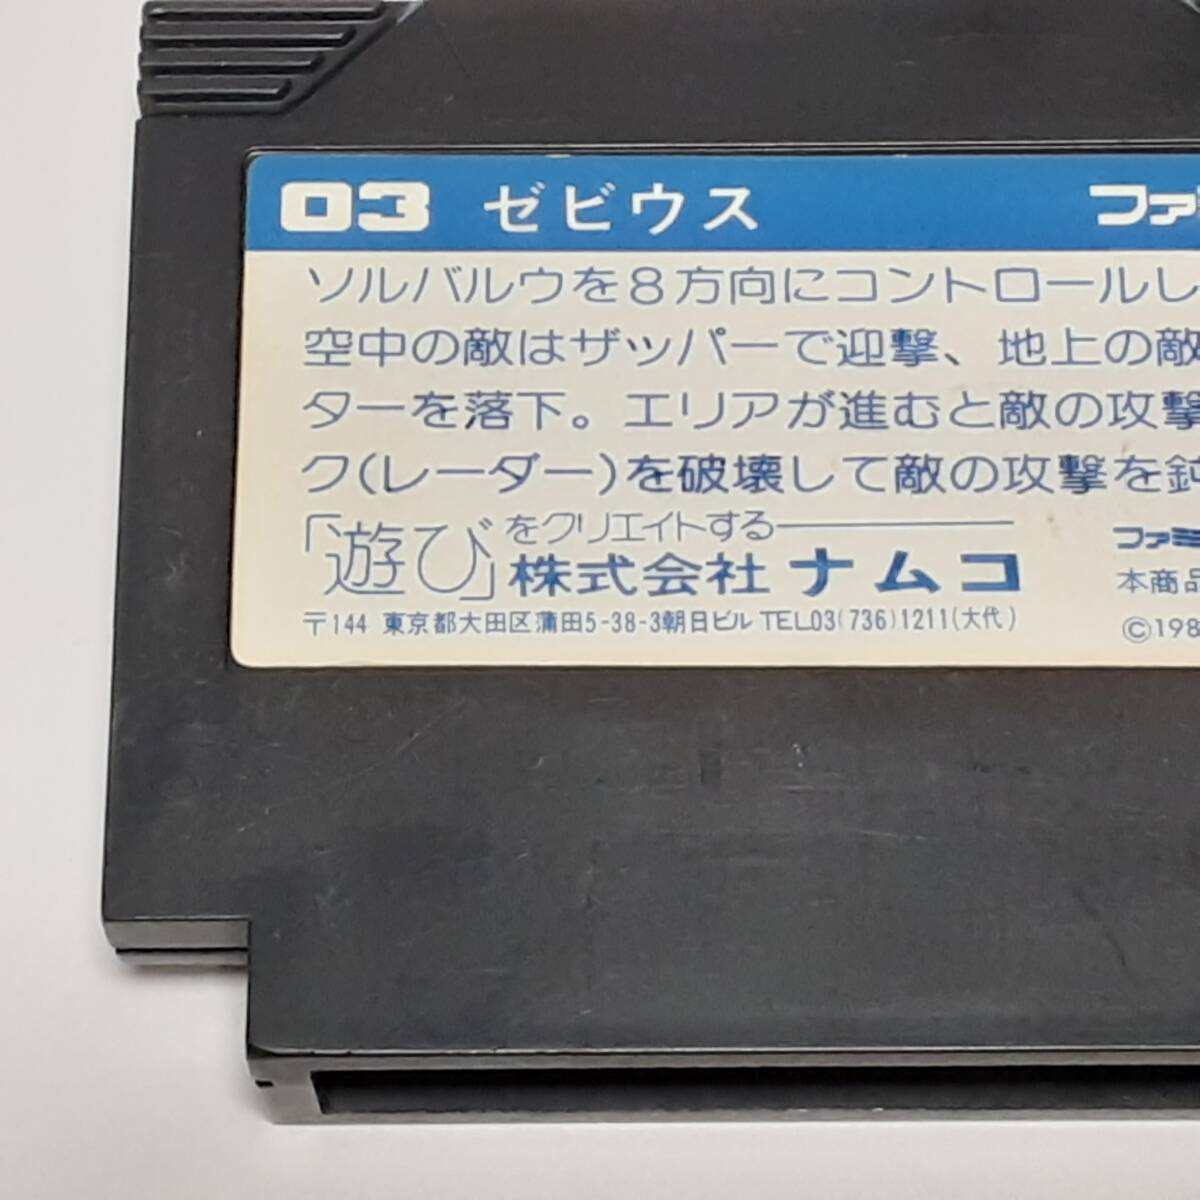 03 ゼビウス ファ
ソルバルウを8方向にコントロールし
空中の敵はザッパーで迎撃、地上の敵
ターを落下。エリアが進むと敵の攻撃
ク(レーダー)を破壊して敵の攻撃を鈍
「遊び」をクリエイトする
株式会社ナムコ
〒144 東京都大田区蒲田5-38-3朝日ビル TEL03(736)1211(大代)
ファミ
本商品
©198